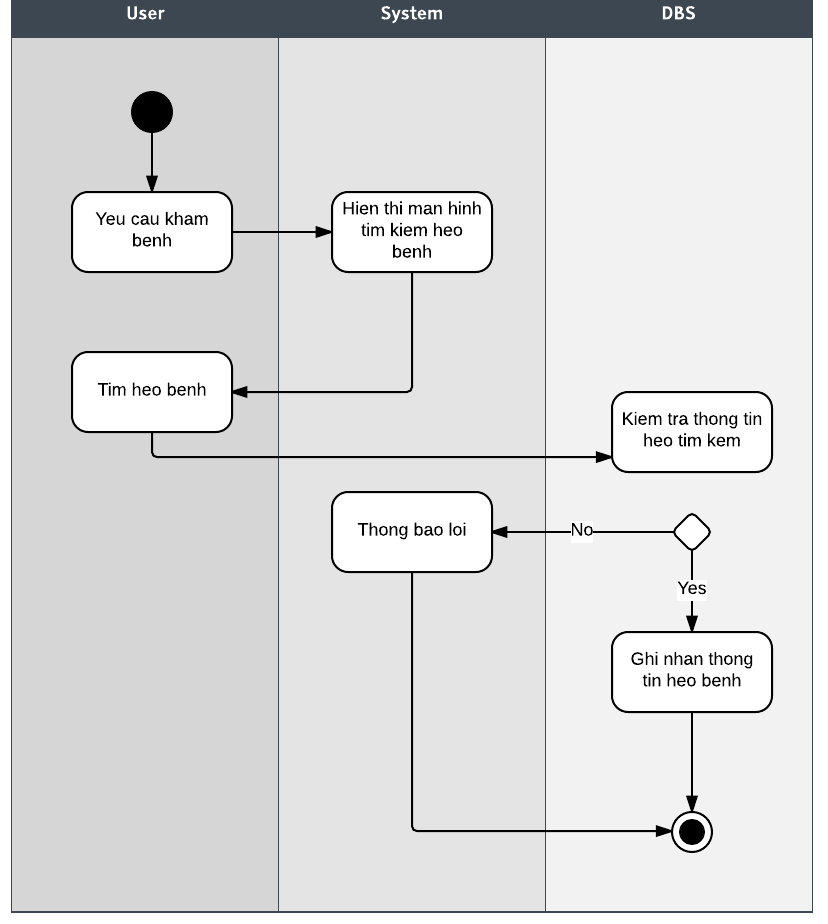 User
System
DBS
Yeu cau kham
benh
Hien thi man hinh
tim kiem heo
benh
Tim heo benh
Kiem tra thong tin
heo tim kem
Thong bao loi
No
Yes
Ghi nhan thong
tin heo benh